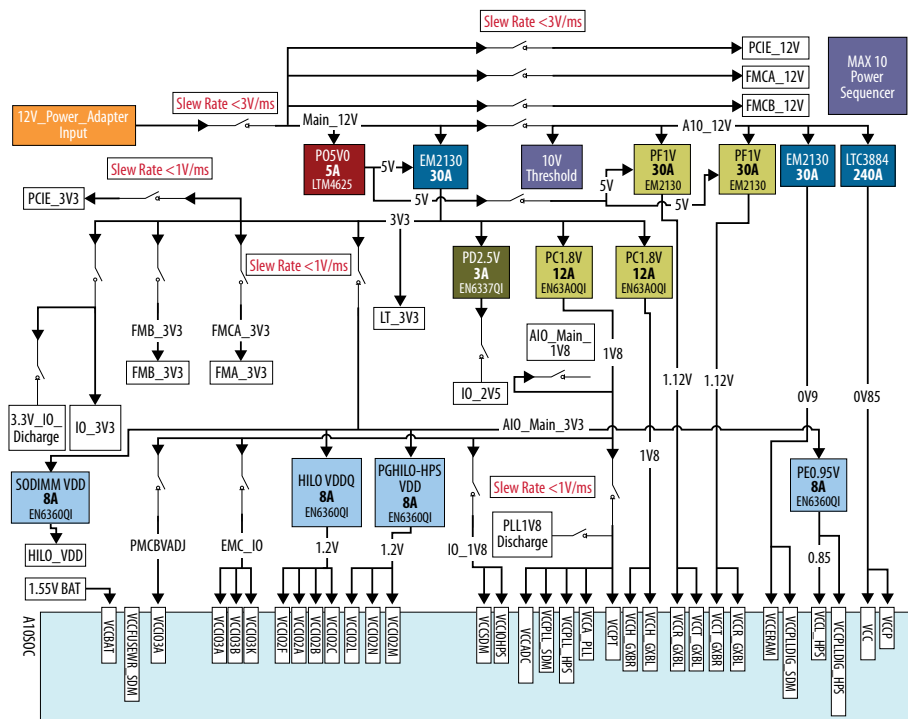 Slew Rate <3V/ms
PCIE_12V
MAX 10
Power
Sequencer
FMCA_12V
12V_Power_Adapter
Input
Slew Rate <3V/ms
FMCB_12V
Main_12V
A10_12V
PO5V0
5A
LTM4625
5V
EM2130
30A
10V
Threshold
PF1V
30A
EM2130
PF1V
30A
EM2130
EM2130
30A
LTC3884
240A
Slew Rate <1V/ms
5V
5V
5V
PCIE_3V3
3V3
Slew Rate <1V/ms
PD2.5V
3A
EN6337QI
PC1.8V
12A
EN63A0QI
PC1.8V
12A
EN63A0QI
LT_3V3
FMB_3V3
FMCA_3V3
AIO_Main_
1V8
1V8
FMB_3V3
FMA_3V3
IO_2V5
1.12V
1.12V
0V9
0V85
3.3V_IO_
Dicharge
IO_3V3
AIO_Main_3V3
1V8
SODIMM VDD
8A
EN6360QI
HILO VDDQ
8A
EN6360QI
PGHILO-HPS
VDD
8A
EN6360QI
Slew Rate <1V/ms
PE0.95V
8A
EN6360QI
PLL1V8
Discharge
HILO_VDD
PMCBVADJ
EMC_IO
1.2V
1.2V
IO_1V8
0.85
1.55V BAT
A10SOC
VCCBAT
VCCFUSEWR_SDM
VCCIO3A
VCCIO3A
VCCIO3B
VCCIO3K
VCCIO2F
VCCIO2A
VCCIO2B
VCCIO2C
VCCIO2L
VCCIO2N
VCCIO2M
VCCSDM
VCCIOHPS
VCCADC
VCCPLL_SDM
VCCPLL_HPS
VCCA_PLL
VCCPT
VCCH_GXBR
VCCH_GXBL
VCCR_GXBL
VCCT_GXBL
VCCT_GXBR
VCCR_GXBR
VCCERAM
VCCPLLDIG_SDM
VCCL_HPS
VCCPLLDIG_HPS
VCC
VCCP